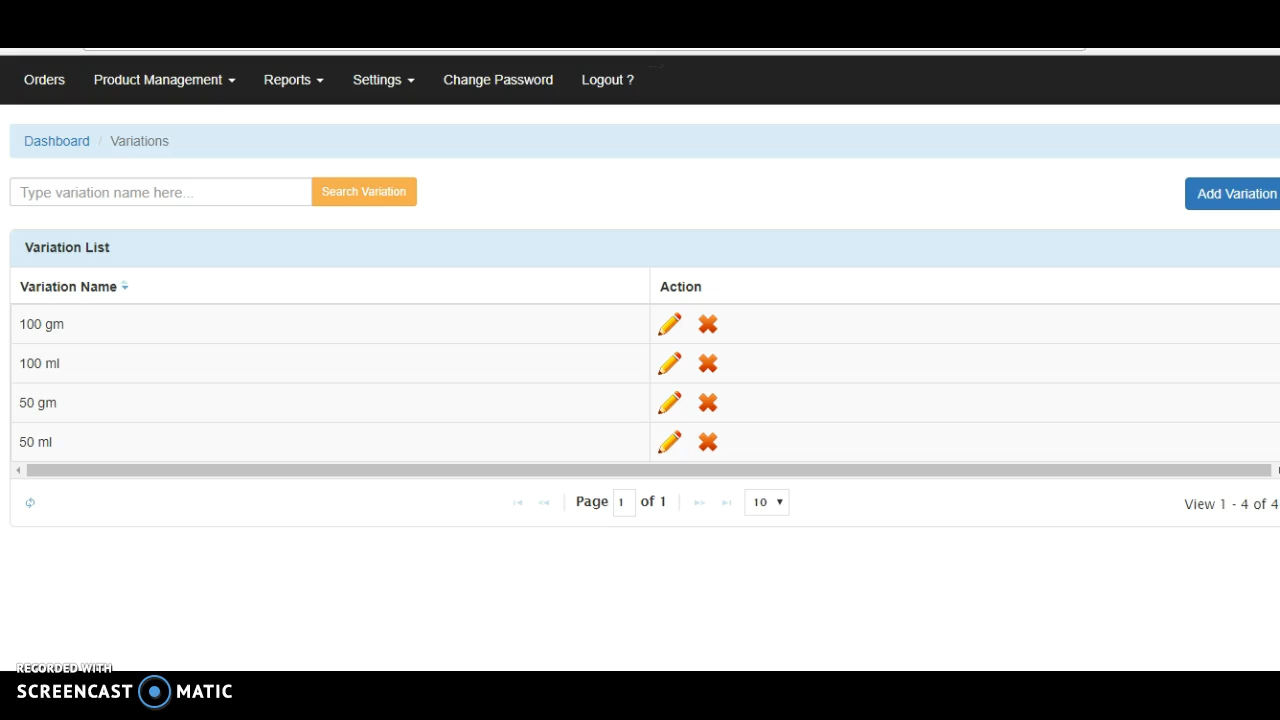 Orders Product Management Reports Settings Change Password Logout ?
Dashboard / Variations
Type variation name here... Search Variation Add Variation
Variation List
Variation Name Action
100 gm
100 ml
50 gm
50 ml
Page 1 of 1 10 View 1 - 4 of 4
RECORDED WITH
SCREENCAST MATIC